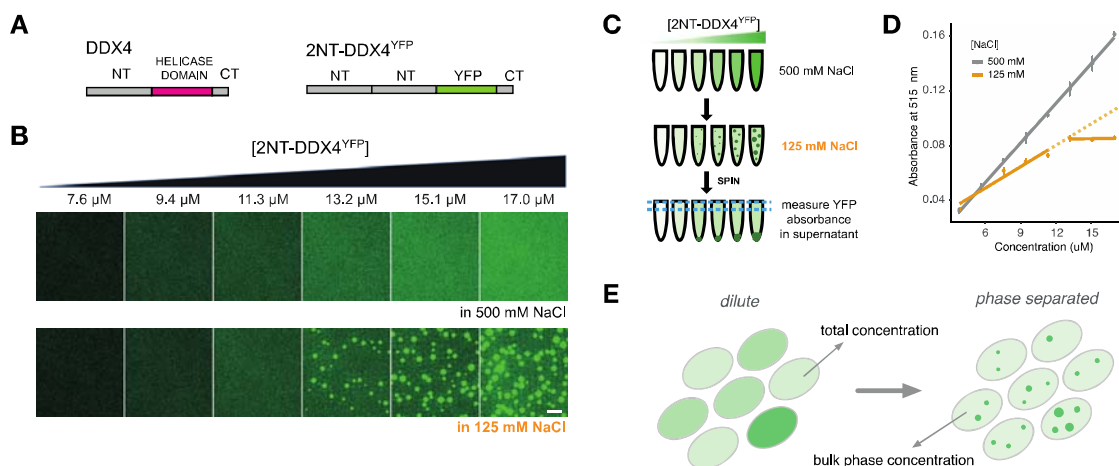 A
DDX4
NT
HELICASE
DOMAIN
CT
2NT-DDX4YFP
NT
NT
YFP
CT
B
[2NT-DDX4YFP]
7.6 µM 9.4 µM 11.3 µM 13.2 µM 15.1 µM 17.0 µM
in 500 mM NaCl
in 125 mM NaCl
C
[2NT-DDX4YFP]
500 mM NaCl
125 mM NaCl
SPIN
measure YFP
absorbance
in supernatant
D
[NaCl]
500 mM
125 mM
Absorbance at 515 nm
0.16
0.12
0.08
0.04
6 9 12 15
Concentration (uM)
E
dilute
phase separated
total concentration
bulk phase concentration